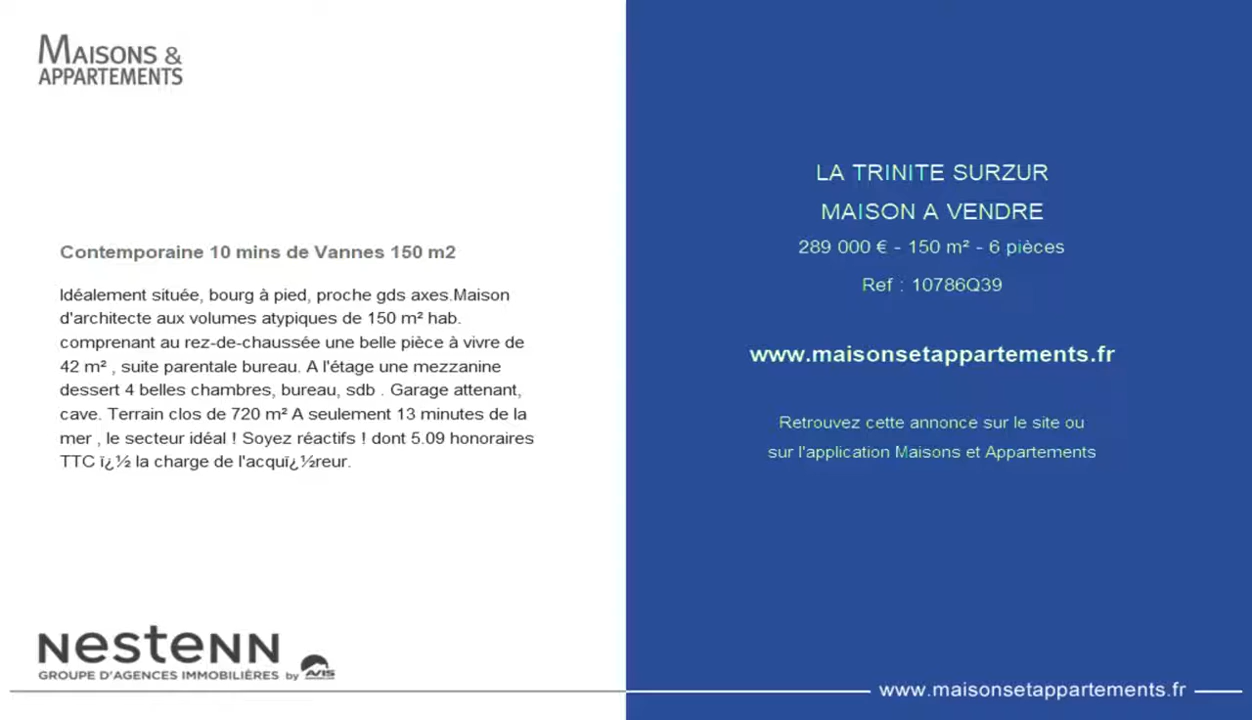 MAISONS &
APPARTEMENTS
Contemporaine 10 mins de Vannes 150 m2
Idéalement située, bourg à pied, proche gds axes.Maison
d'architecte aux volumes atypiques de 150 m² hab.
comprenant au rez-de-chaussée une belle pièce à vivre de
42 m² , suite parentale bureau. A l'étage une mezzanine
dessert 4 belles chambres, bureau, sdb . Garage attenant,
cave. Terrain clos de 720 m² A seulement 13 minutes de la
mer , le secteur idéal ! Soyez réactifs ! dont 5.09 honoraires
TTC ï¿½ la charge de l'acquï¿½reur.
Nestenn
GROUPE D'AGENCES IMMOBILIÈRES by AVIS
LA TRINITE SURZUR
MAISON A VENDRE
289 000 € - 150 m² - 6 pièces
Ref : 10786Q39
www.maisonsetappartements.fr
Retrouvez cette annonce sur le site ou
sur l'application Maisons et Appartements
www.maisonsetappartements.fr